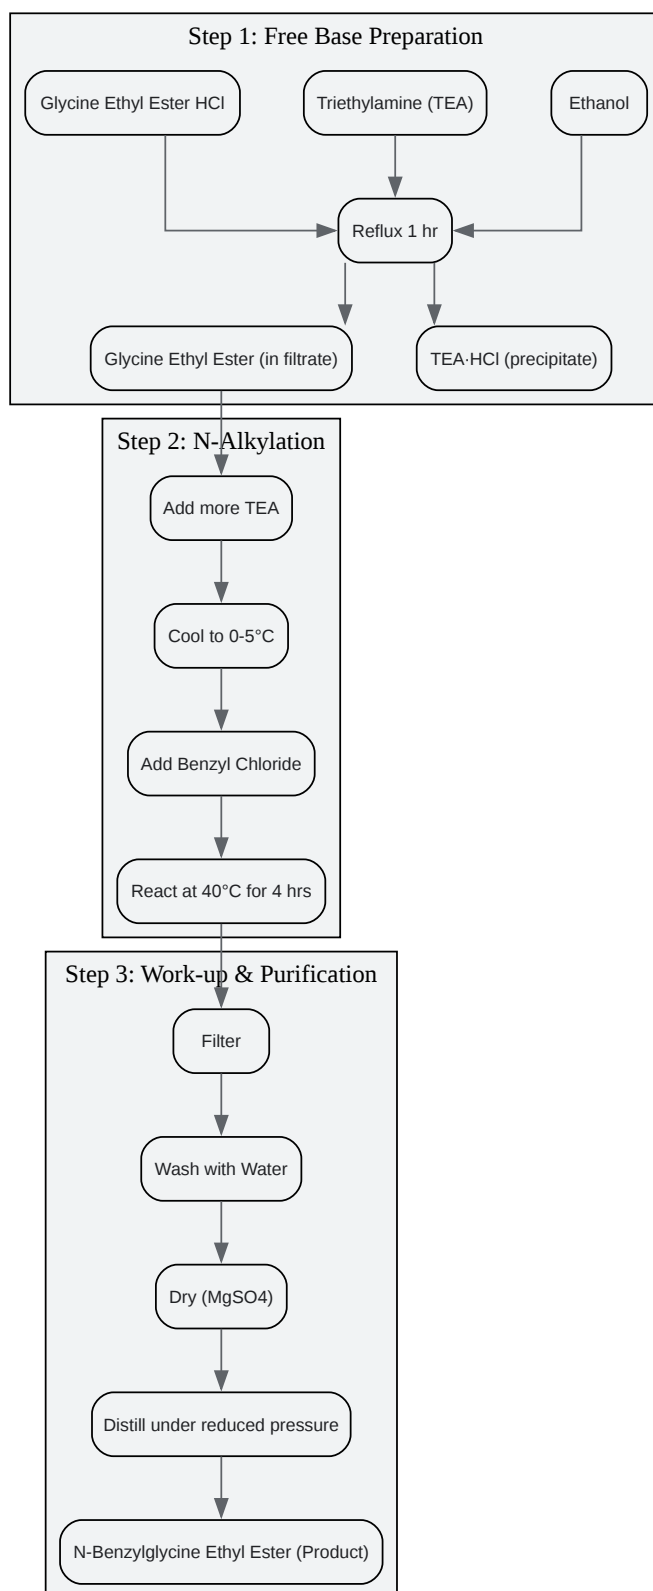 Step 1: Free Base Preparation
Glycine Ethyl Ester HCl
Triethylamine (TEA)
Ethanol
Reflux 1 hr
Glycine Ethyl Ester (in filtrate)
TEA·HCl (precipitate)
Step 2: N-Alkylation
Add more TEA
Cool to 0-5°C
Add Benzyl Chloride
React at 40°C for 4 hrs
Step 3: Work-up & Purification
Filter
Wash with Water
Dry (MgSO4)
Distill under reduced pressure
N-Benzylglycine Ethyl Ester (Product)